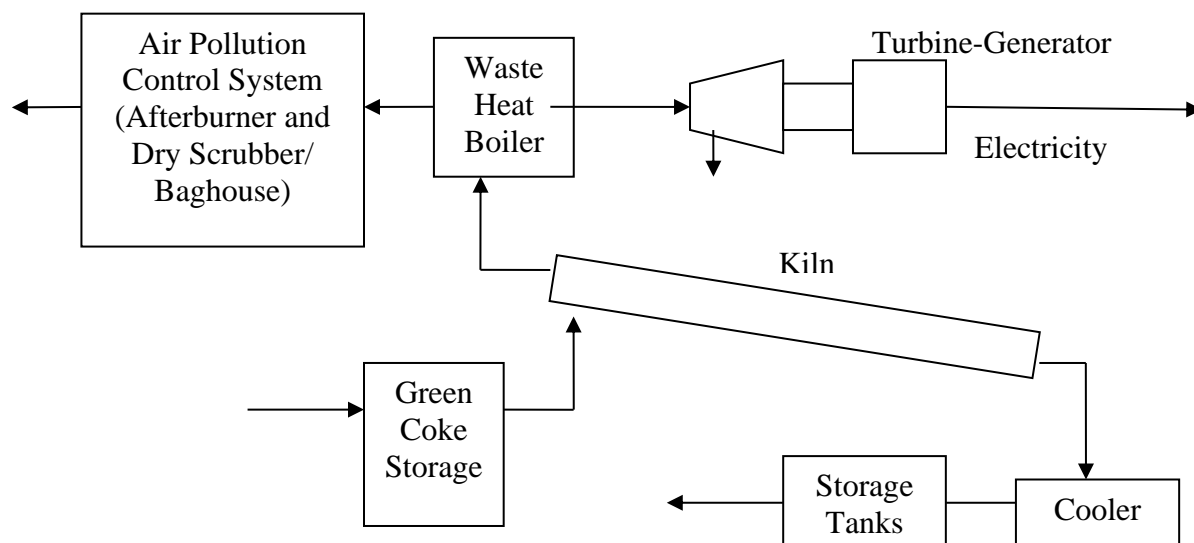 Air Pollution
Control System
(Afterburner and
Dry Scrubber/
Baghouse)
Waste
Heat
Boiler
Turbine-Generator
Electricity
Kiln
Green
Coke
Storage
Storage
Tanks
Cooler